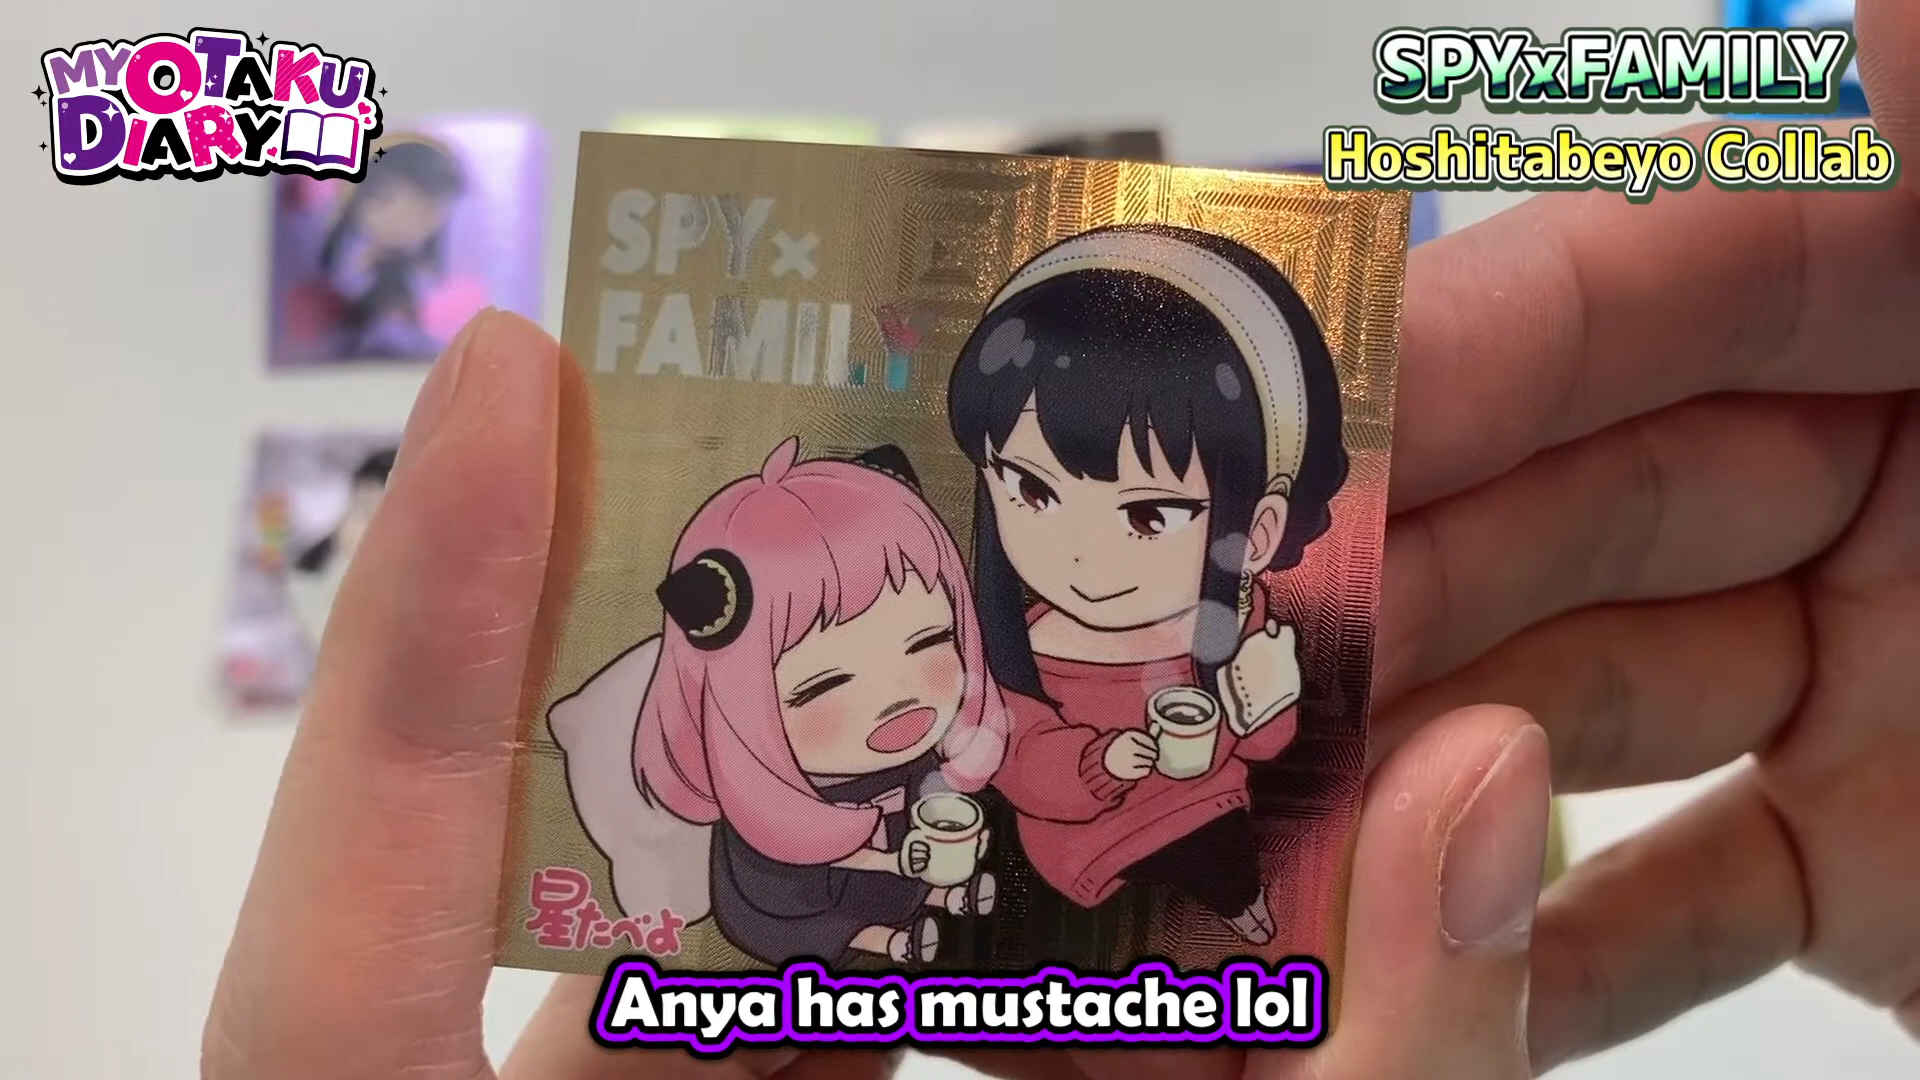 MY OTAKU
DIARY
SPYxFAMILY
Hoshitabeyo Collab
SPY×
FAMILY
星たべよ
Anya has mustache lol